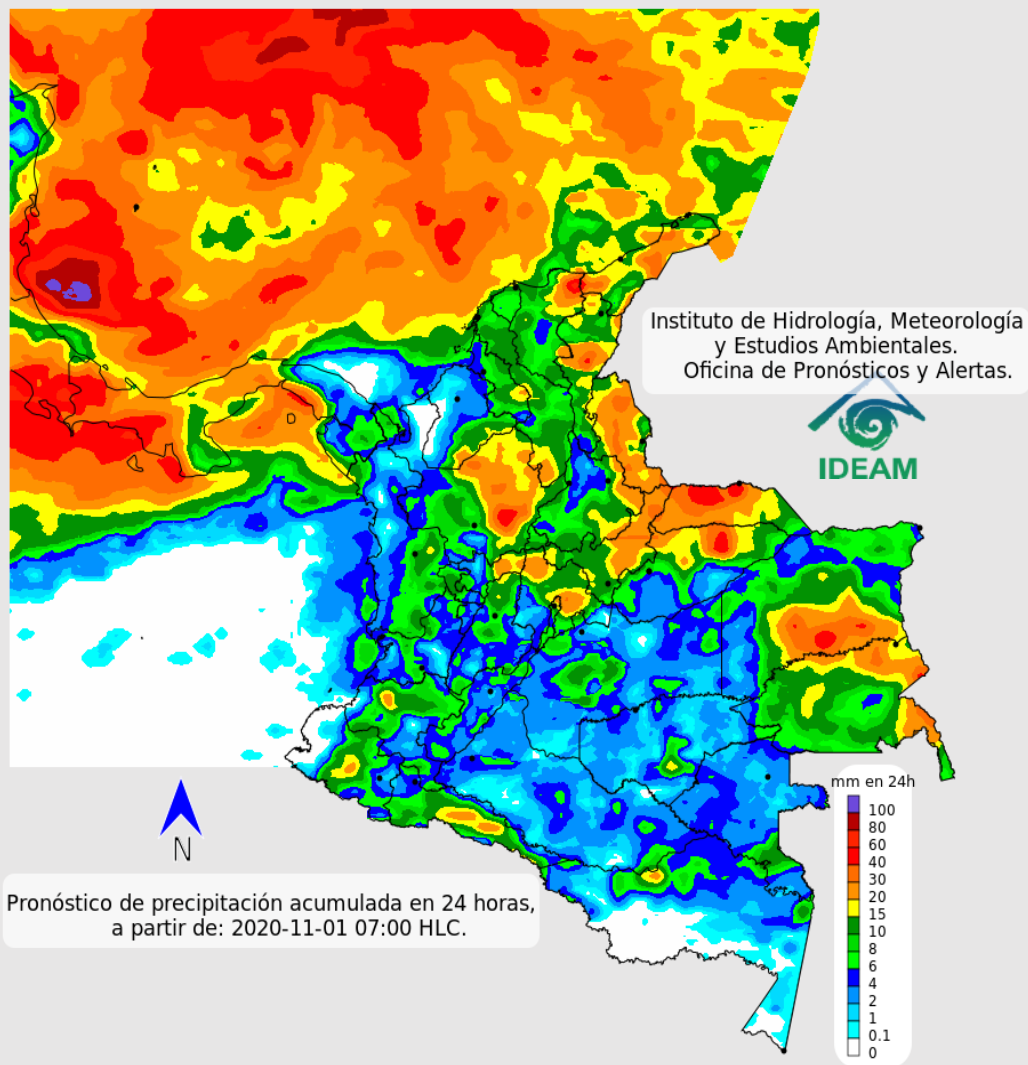 Instituto de Hidrología, Meteorología
y Estudios Ambientales.
Oficina de Pronósticos y Alertas.
IDEAM
mm en 24h
100
80
60
40
30
20
15
10
8
6
4
2
1
0.1
0
N
Pronóstico de precipitación acumulada en 24 horas,
a partir de: 2020-11-01 07:00 HLC.